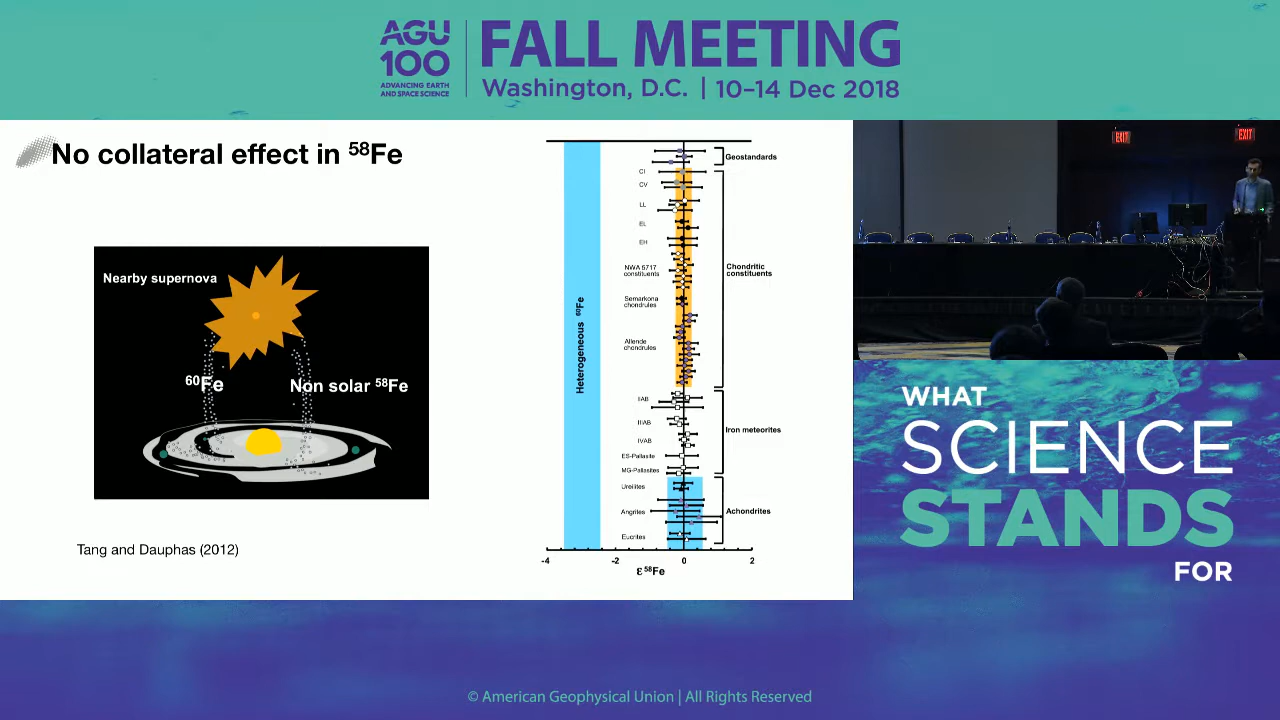 AGU
100
ADVANCING EARTH
AND SPACE SCIENCE
FALL MEETING
Washington, D.C. | 10–14 Dec 2018
No collateral effect in ⁵⁸Fe
Nearby supernova
⁶⁰Fe
Non solar ⁵⁸Fe
Tang and Dauphas (2012)
Heterogeneous ⁶⁰Fe
Geostandards
CI
CV
LL
EL
EH
NWA 5717
constituents
Semarkona
chondrules
Allende
chondrules
Chondritic
constituents
IIAB
IIIAB
IVAB
ES-Pallasite
MG-Pallasites
Iron meteorites
Ureilites
Angrites
Eucrites
Achondrites
-4
-2
0
2
ε ⁵⁸Fe
EXIT
EXIT
WHAT
SCIENCE
STANDS
FOR
© American Geophysical Union | All Rights Reserved